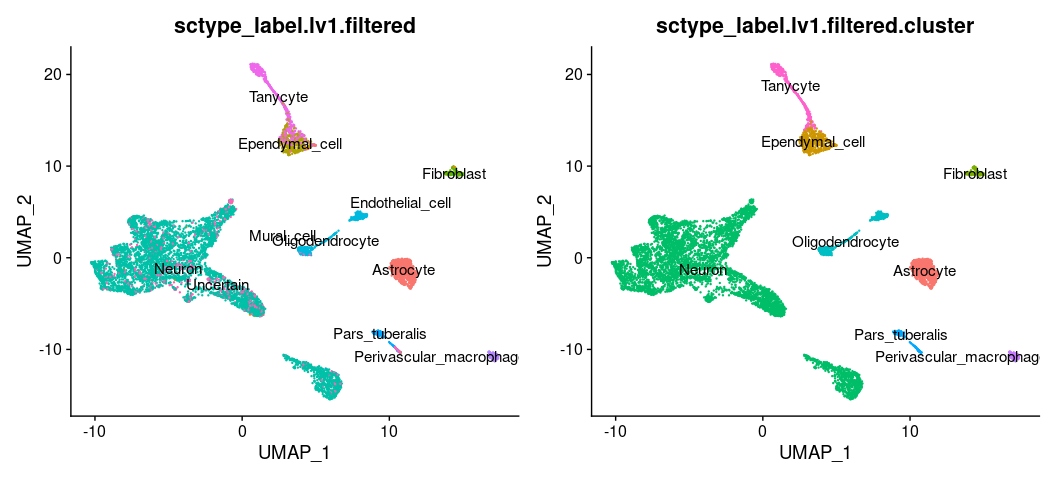 sctype_label.lv1.filtered
UMAP_2
20
10
0
-10
Tanycyte
Ependymal_cell
Fibroblast
Endothelial_cell
Mural_cell
Oligodendrocyte
Neuron
Uncertain
Astrocyte
Pars_tuberalis
Perivascular_macrophag
-10
0
10
UMAP_1
sctype_label.lv1.filtered.cluster
UMAP_2
20
10
0
-10
Tanycyte
Ependymal_cell
Fibroblast
Oligodendrocyte
Neuron
Astrocyte
Pars_tuberalis
Perivascular_macrophag
-10
0
10
UMAP_1